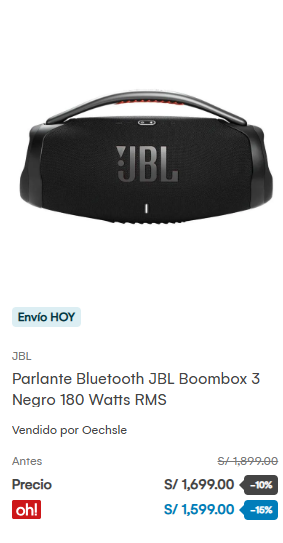 JBL
Envío HOY
JBL
Parlante Bluetooth JBL Boombox 3
Negro 180 Watts RMS
Vendido por Oechsle
Antes S/ 1,899.00
Precio S/ 1,699.00 -10%
oh! S/ 1,599.00 -15%